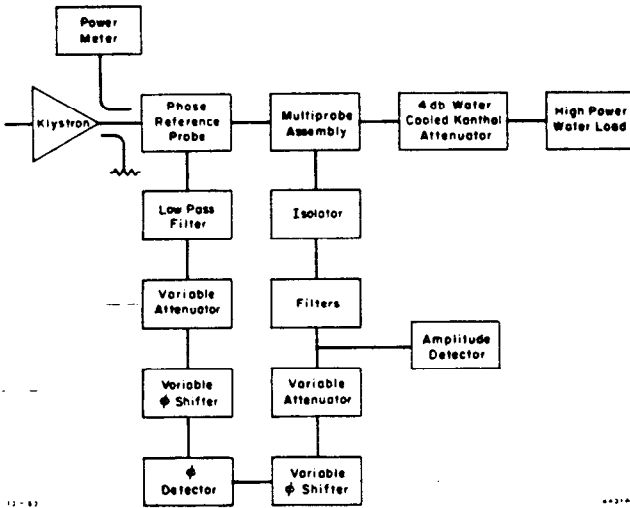 Power
Meter
Klystron
Phase
Reference
Probe
Multiprobe
Assembly
4 db Water
Cooled Kanthal
Attenuator
High Power
Water Load
Low Pass
Filter
Isolator
Variable
Attenuator
Filters
Amplitude
Detector
Variable
ϕ Shifter
Variable
Attenuator
ϕ
Detector
Variable
ϕ Shifter